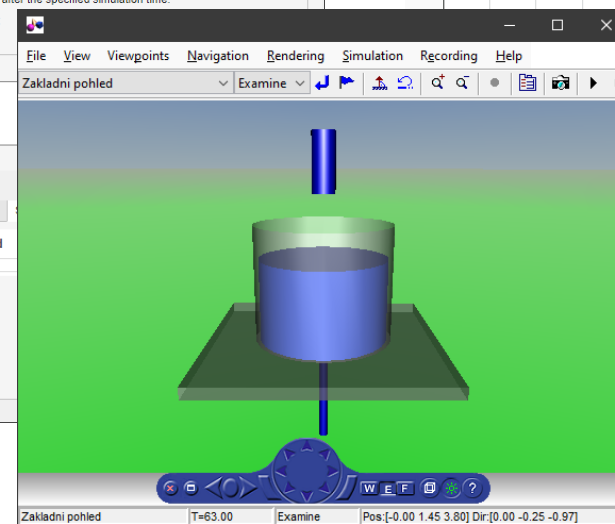 after the specified simulation time.
File View Viewpoints Navigation Rendering Simulation Recording Help
Zakladni pohled Examine
W E F ?
Zakladni pohled T=63.00 Examine Pos:[-0.00 1.45 3.80] Dir:[0.00 -0.25 -0.97]